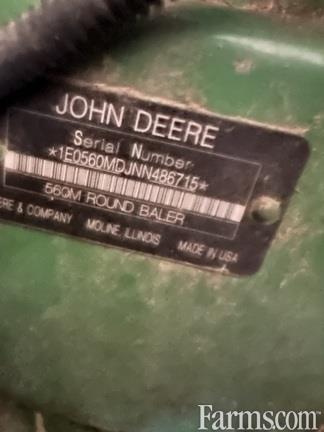 JOHN DEERE
Serial Number
*1E0560MDJNN486715*
560M ROUND BALER
ERE & COMPANY MOLINE, ILLINOIS MADE IN USA
Farms.com®